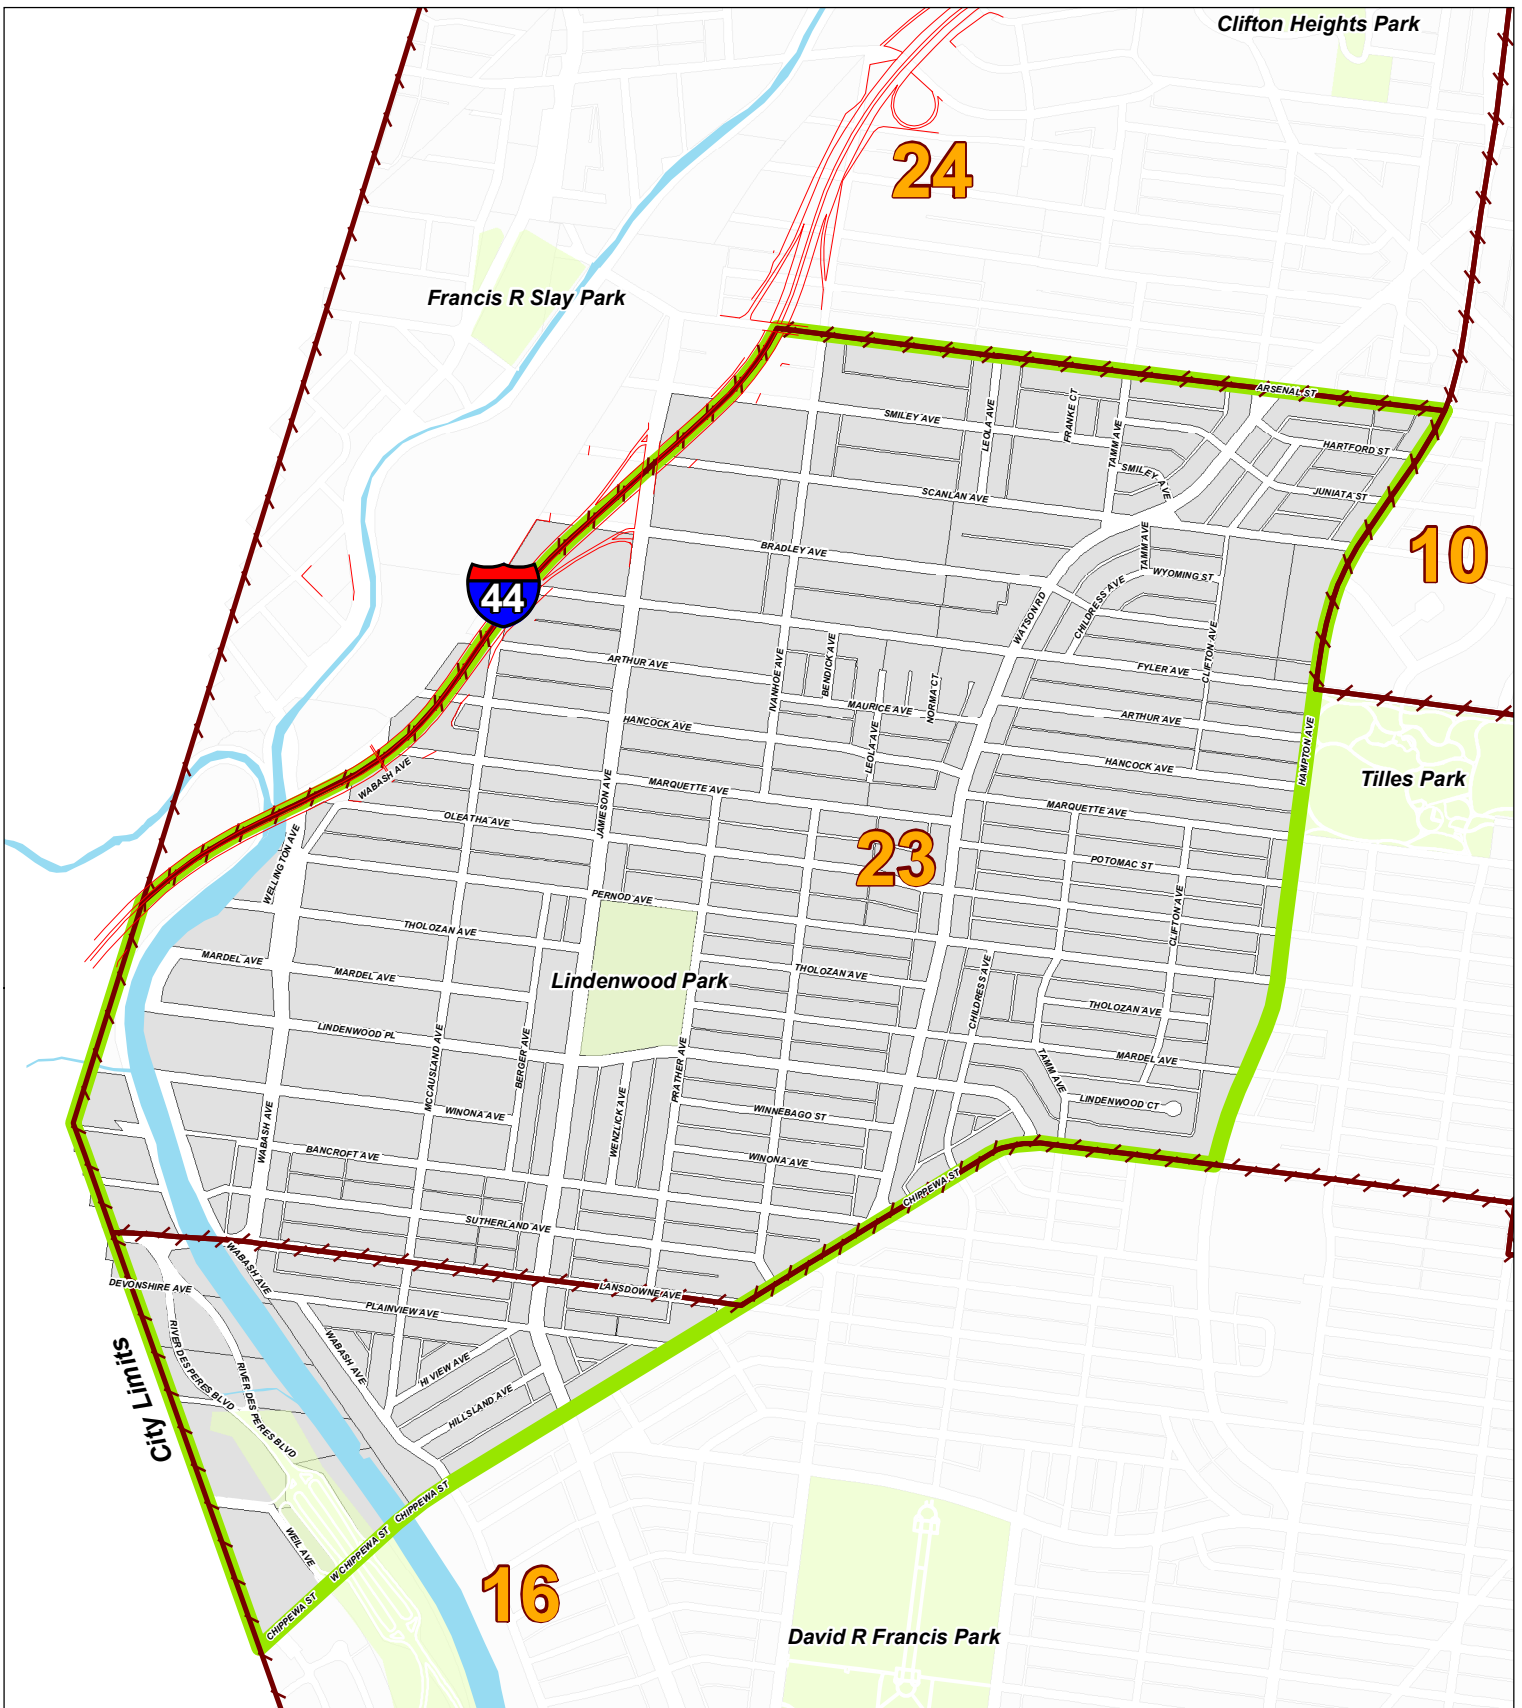 Clifton Heights Park
24
Francis R Slay Park
ARSENAL ST
SMILEY AVE
LEOLA AVE
FRANKE CT
TAMM AVE
HARTFORD ST
SMILEY AVE
JUNIATA ST
SCANLAN AVE
10
BRADLEY AVE
TAMM AVE
WYOMING ST
44
WATSON RD
CHILDRESS AVE
CLIFTON AVE
ARTHUR AVE
IVANHOE AVE
BENDICK AVE
FYLER AVE
NORMA CT
MAURICE AVE
HANCOCK AVE
ARTHUR AVE
LEOLA AVE
HAMPTON AVE
HANCOCK AVE
Tilles Park
WABASH AVE
MARQUETTE AVE
JAMIESON AVE
MARQUETTE AVE
OLEATHA AVE
23
WELLINGTON AVE
POTOMAC ST
PERNOD AVE
CLIFTON AVE
THOLOZAN AVE
MARDEL AVE
MARDEL AVE
Lindenwood Park
THOLOZAN AVE
CHILDRESS AVE
THOLOZAN AVE
LINDENWOOD PL
MCCAUSLAND AVE
BERGER AVE
PRATHER AVE
MARDEL AVE
TAMM AVE
LINDENWOOD CT
WINONA AVE
WENZLICK AVE
WINNEBAGO ST
WABASH AVE
BANCROFT AVE
WINONA AVE
CHIPPEWA ST
SUTHERLAND AVE
WABASH AVE
DEVONSHIRE AVE
LANSDOWNE AVE
PLAINVIEW AVE
RIVER DES PERES BLVD
WABASH AVE
City Limits
HI VIEW AVE
RIVER DES PERES BLVD
HILLSLAND AVE
CHIPPEWA ST
W CHIPPEWA ST
WEIL AVE
CHIPPEWA ST
16
David R Francis Park